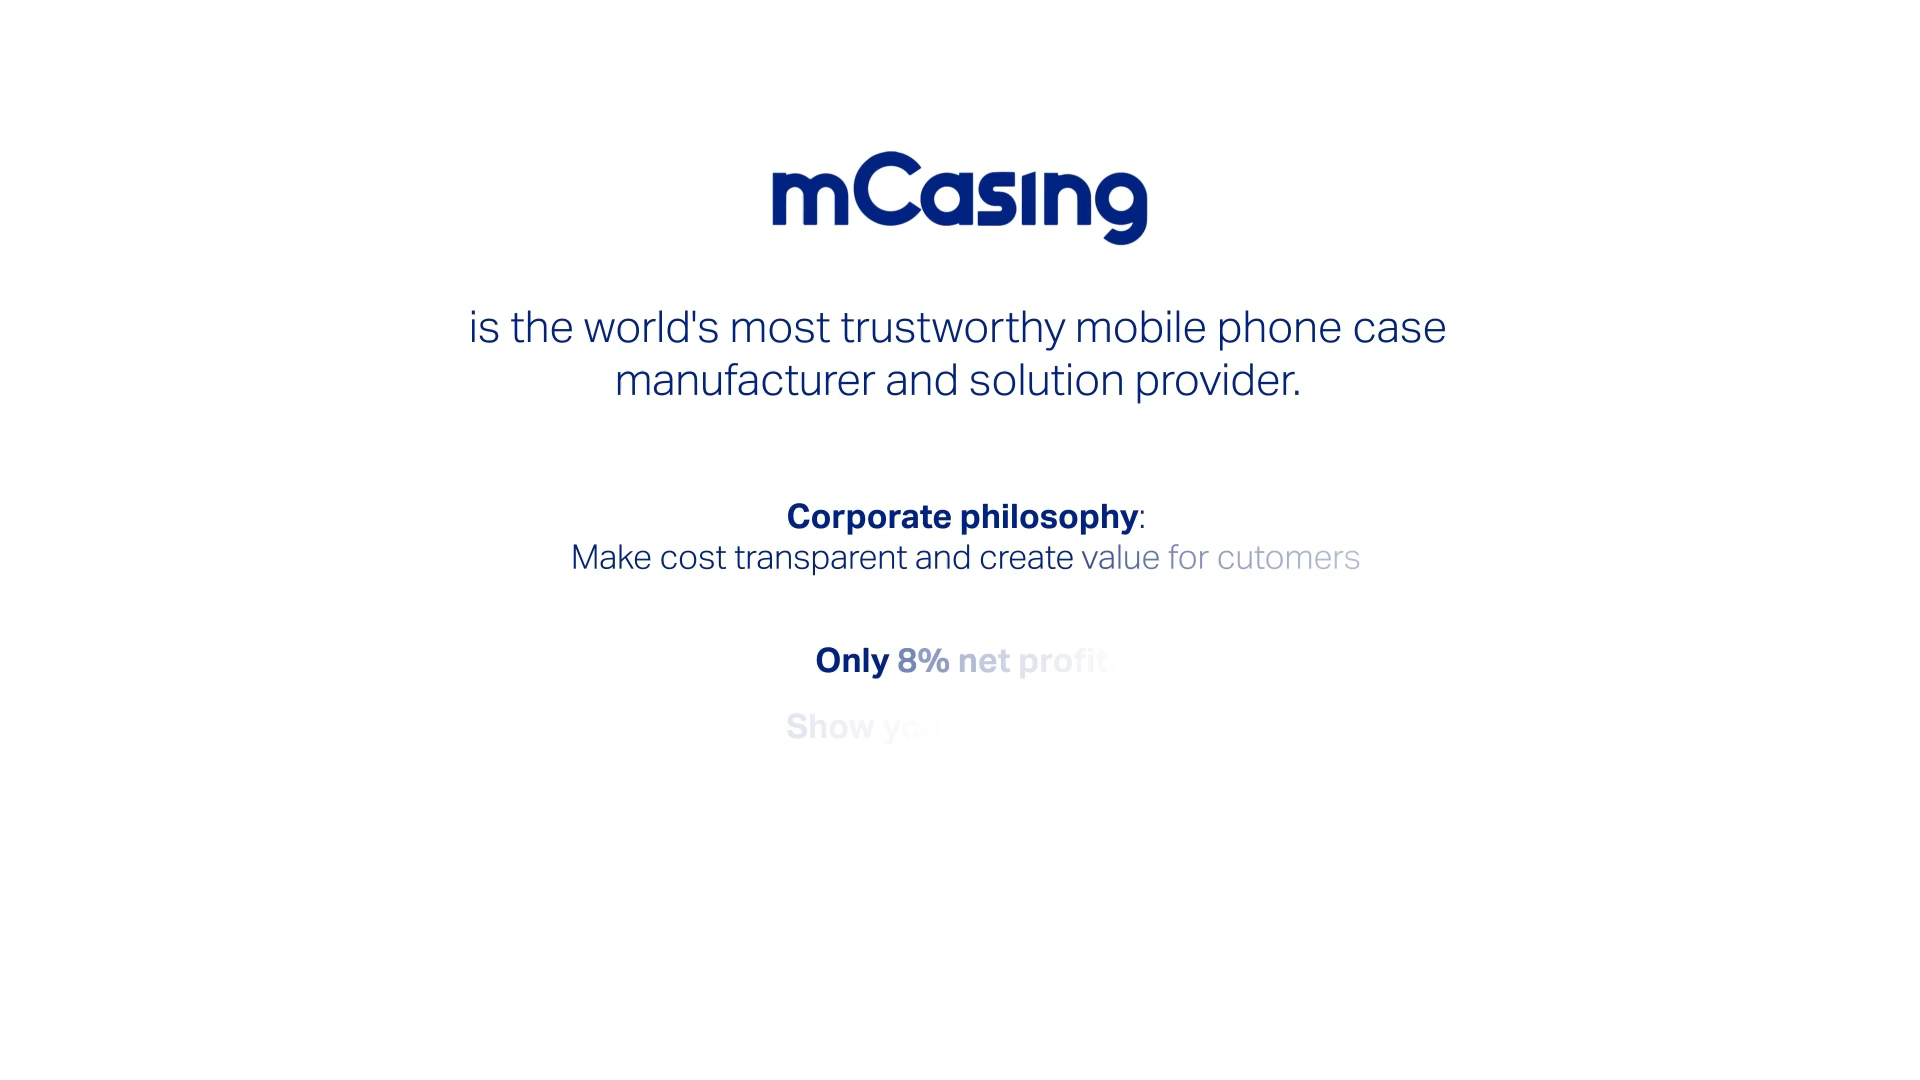 mCasing
is the world's most trustworthy mobile phone case
manufacturer and solution provider.
Corporate philosophy:
Make cost transparent and create value for cutomers
Only 8% net profit.
Show you